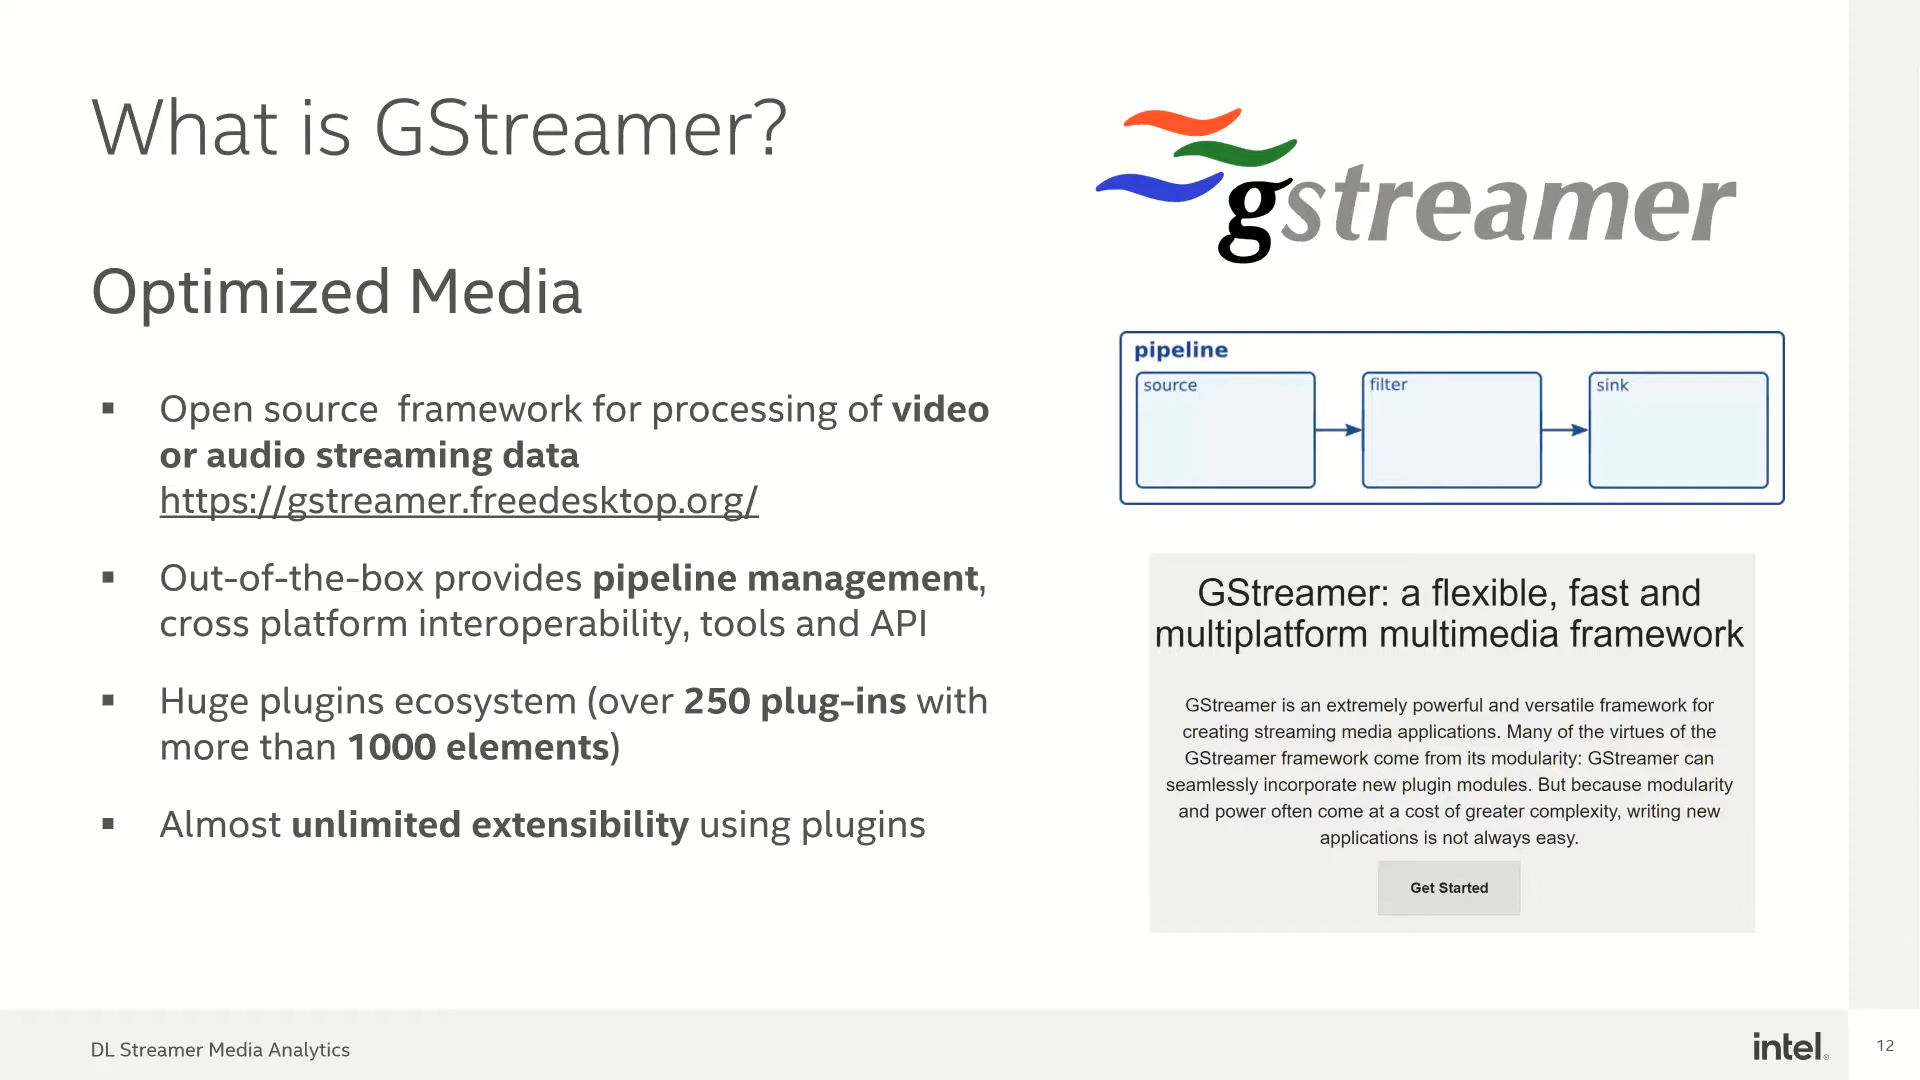 What is GStreamer?
gstreamer
Optimized Media
▪ Open source  framework for processing of video
or audio streaming data
https://gstreamer.freedesktop.org/
▪ Out-of-the-box provides pipeline management,
cross platform interoperability, tools and API
▪ Huge plugins ecosystem (over 250 plug-ins with
more than 1000 elements)
▪ Almost unlimited extensibility using plugins
pipeline
source
filter
sink
GStreamer: a flexible, fast and
multiplatform multimedia framework
GStreamer is an extremely powerful and versatile framework for
creating streaming media applications. Many of the virtues of the
GStreamer framework come from its modularity: GStreamer can
seamlessly incorporate new plugin modules. But because modularity
and power often come at a cost of greater complexity, writing new
applications is not always easy.
Get Started
DL Streamer Media Analytics
intel®
12